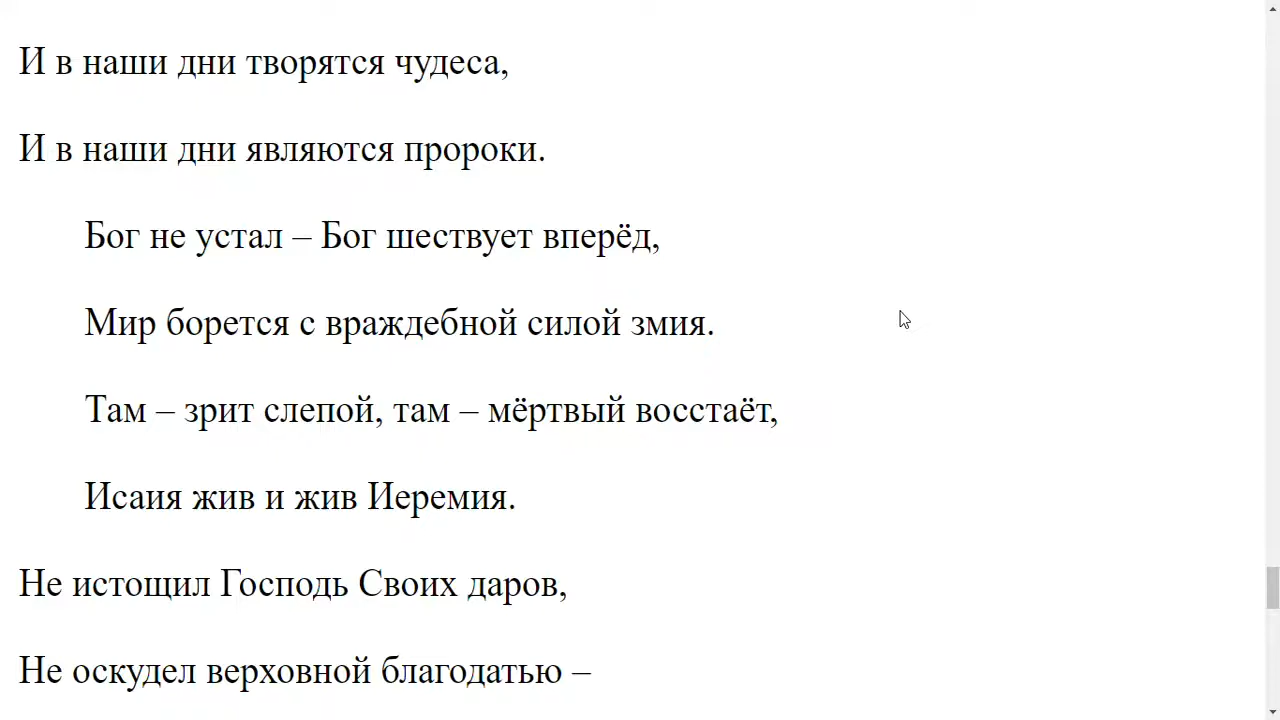 И в наши дни творятся чудеса,
И в наши дни являются пророки.
Бог не устал – Бог шествует вперёд,
Мир борется с враждебной силой змия.
Там – зрит слепой, там – мёртвый восстаёт,
Исаия жив и жив Иеремия.
Не истощил Господь Своих даров,
Не оскудел верховной благодатью –